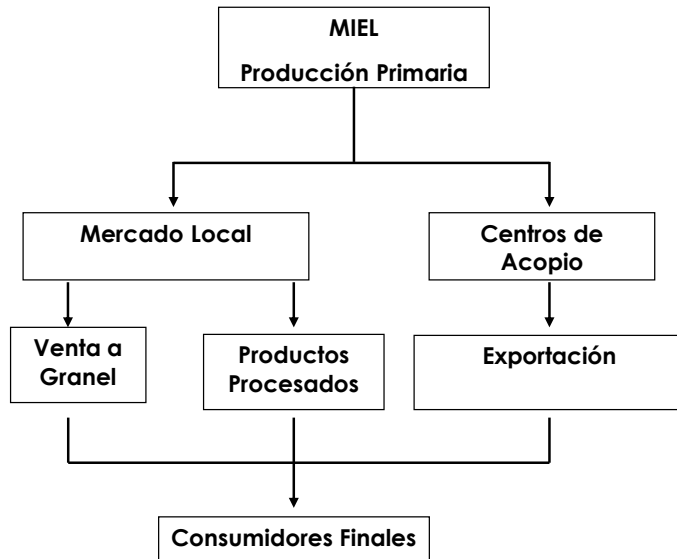 MIEL
Producción Primaria
Mercado Local
Centros de
Acopio
Venta a
Granel
Productos
Procesados
Exportación
Consumidores Finales